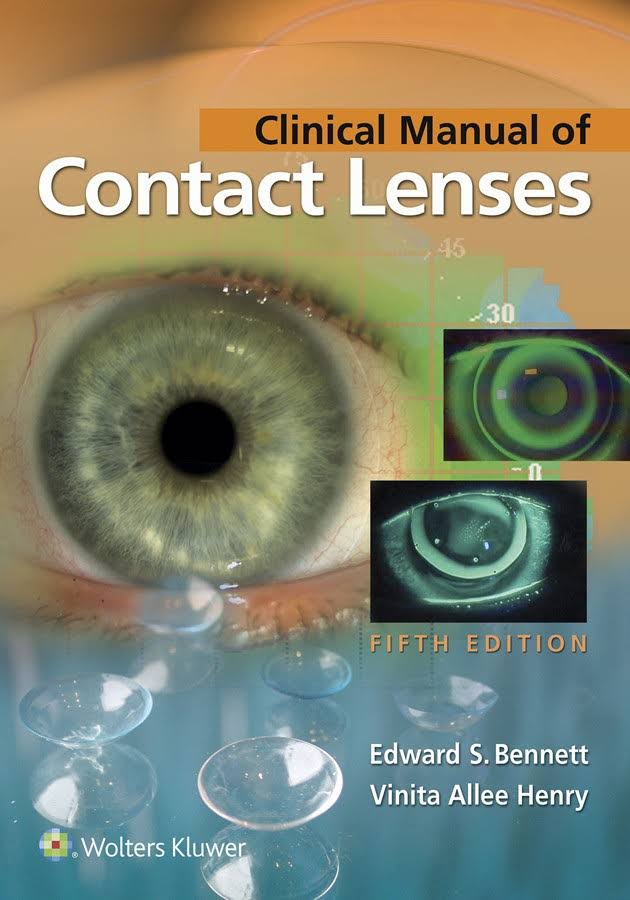 Clinical Manual of
Contact Lenses
45
30
0
FIFTH EDITION
Edward S. Bennett
Vinita Allee Henry
Wolters Kluwer